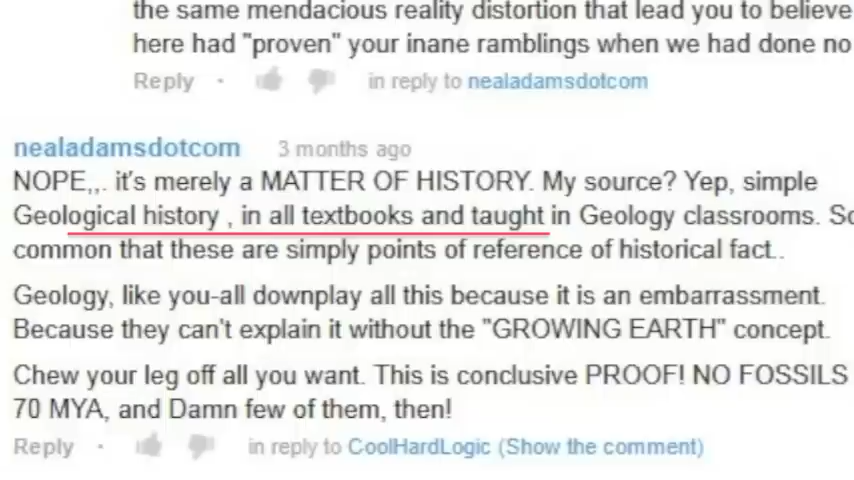 the same mendacious reality distortion that lead you to believe
here had "proven" your inane ramblings when we had done no
Reply · in reply to nealadamsdotcom
nealadamsdotcom 3 months ago
NOPE,,. it's merely a MATTER OF HISTORY. My source? Yep, simple
Geological history , in all textbooks and taught in Geology classrooms. So
common that these are simply points of reference of historical fact..
Geology, like you-all downplay all this because it is an embarrassment.
Because they can't explain it without the "GROWING EARTH" concept.
Chew your leg off all you want. This is conclusive PROOF! NO FOSSILS
70 MYA, and Damn few of them, then!
Reply · in reply to CoolHardLogic (Show the comment)